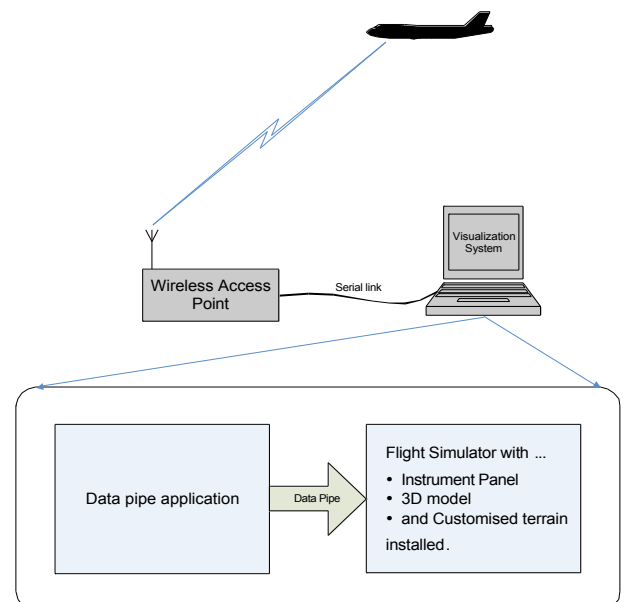 Visualization
System
Wireless Access
Point
Serial link
Data pipe application
Data Pipe
Flight Simulator with ...
• Instrument Panel
• 3D model
• and Customised terrain
installed.